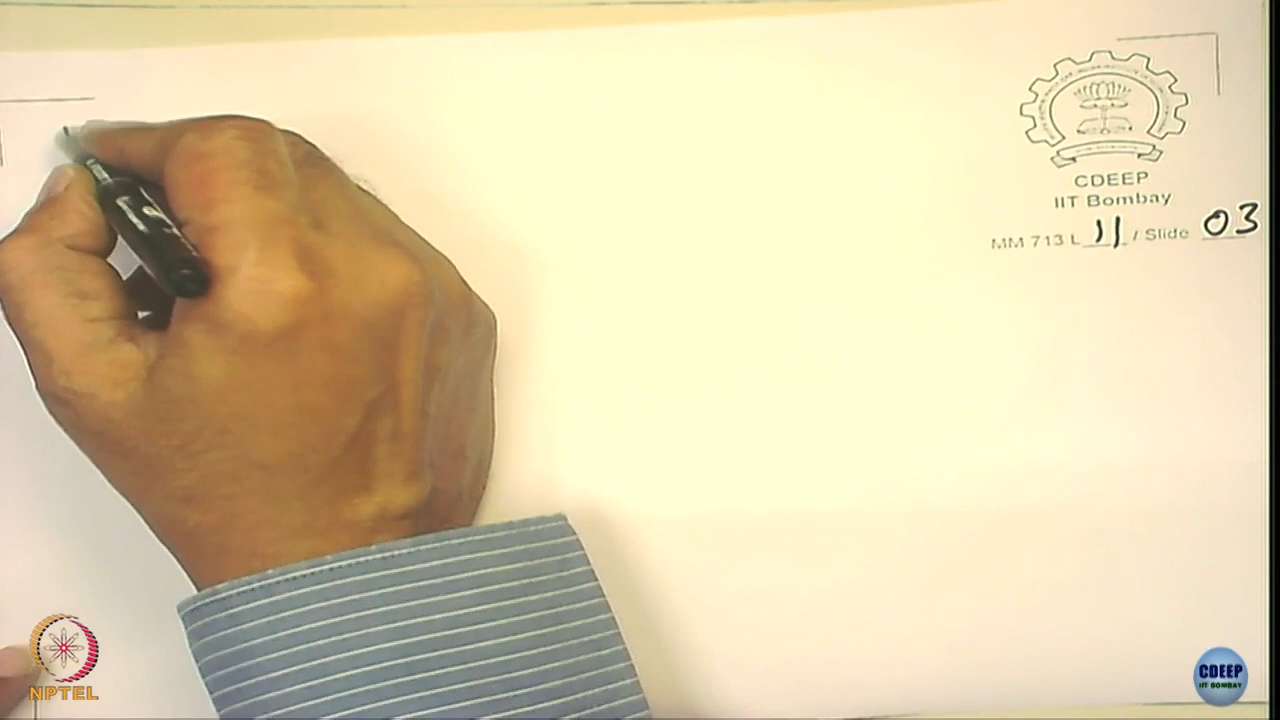 CDEEP
IIT Bombay
MM 713 L 11 / Slide 03
NPTEL
CDEEP
IIT BOMBAY